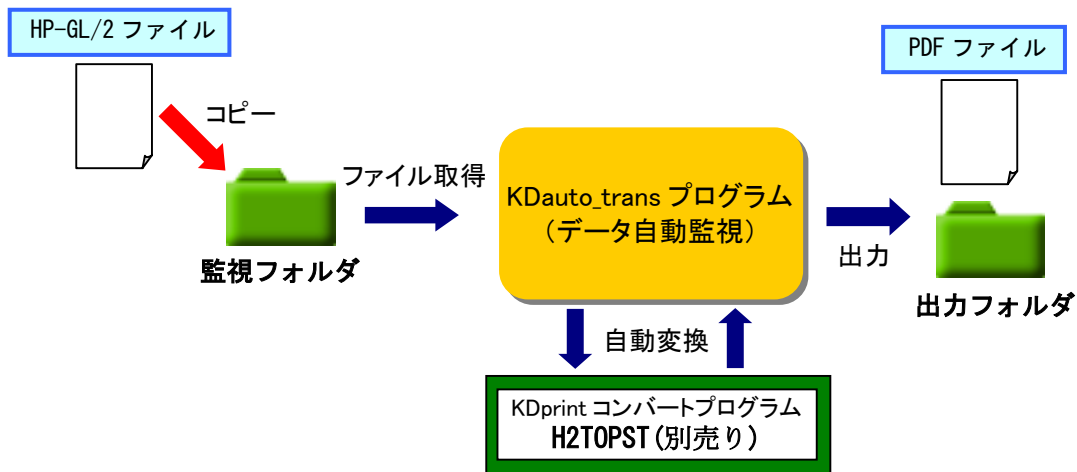 HP-GL/2 ファイル
PDF ファイル
コピー
ファイル取得
KDauto_trans プログラム
(データ自動監視)
出力
監視フォルダ
出力フォルダ
自動変換
KDprint コンバートプログラム
H2TOPST(別売り)